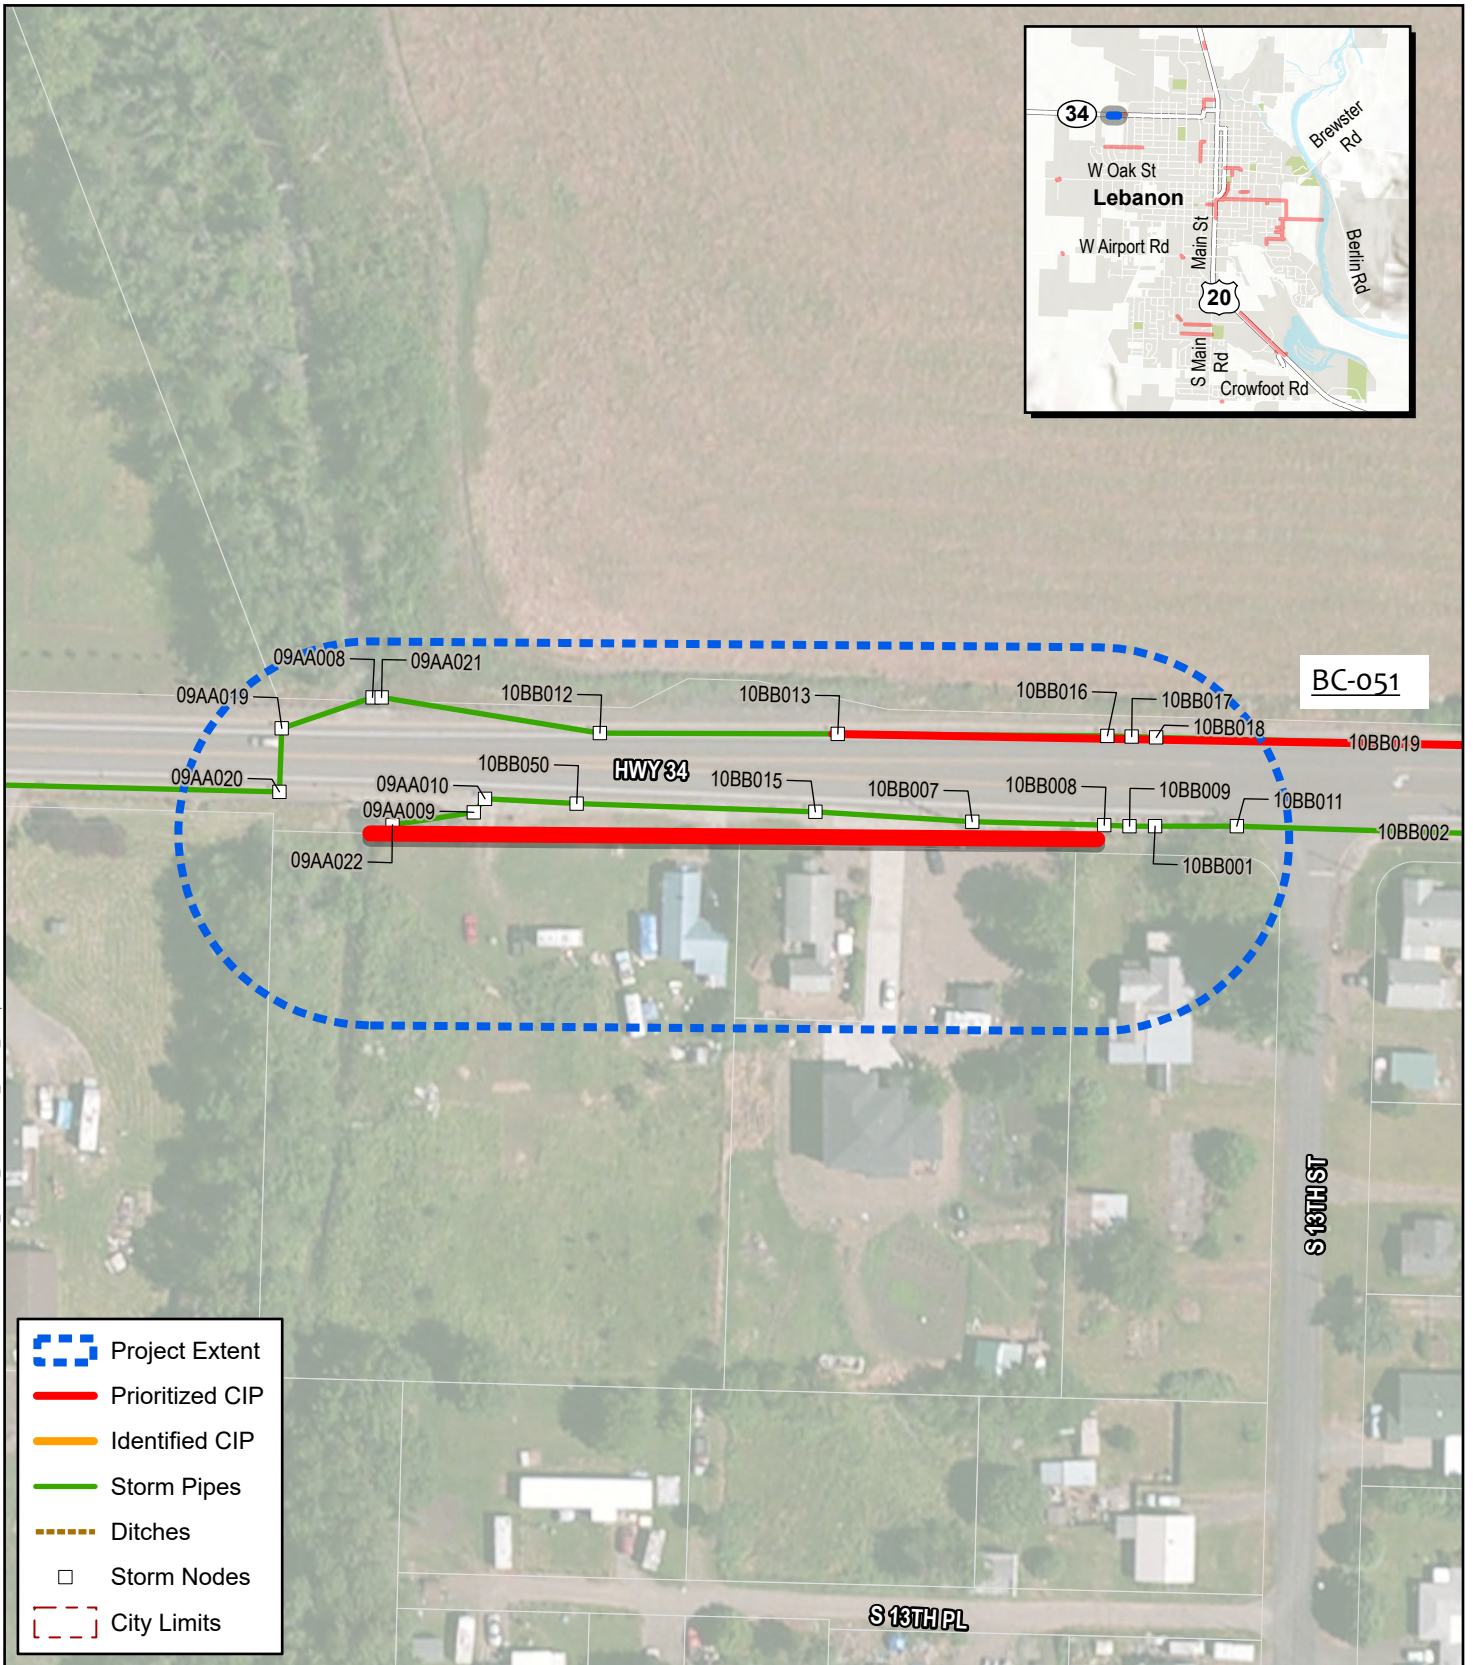 34
Brewster
Rd
W Oak St
Lebanon
Main St
W Airport Rd
Berlin Rd
20
S Main
Rd
Crowfoot Rd
BC-051
09AA008
09AA021
09AA019
10BB012
10BB013
10BB016
10BB017
10BB018
10BB019
09AA020
09AA010
10BB050
HWY 34
10BB015
10BB007
10BB008
10BB009
10BB011
09AA009
10BB002
09AA022
10BB001
S 13TH ST
S 13TH PL
Project Extent
Prioritized CIP
Identified CIP
Storm Pipes
Ditches
Storm Nodes
City Limits